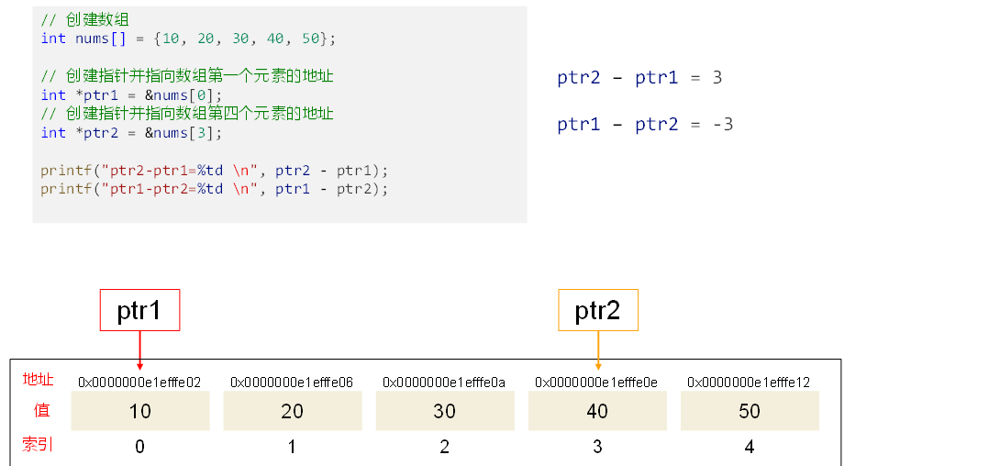 // 创建数组
int nums[] = {10, 20, 30, 40, 50};
// 创建指针并指向数组第一个元素的地址
int *ptr1 = &nums[0];
// 创建指针并指向数组第四个元素的地址
int *ptr2 = &nums[3];
printf("ptr2-ptr1=%td \n", ptr2 - ptr1);
printf("ptr1-ptr2=%td \n", ptr1 - ptr2);
ptr2 – ptr1 = 3
ptr1 – ptr2 = -3
ptr1 ptr2
地址 0x0000000e1efffe02 0x0000000e1efffe06 0x0000000e1efffe0a 0x0000000e1efffe0e 0x0000000e1efffe12
值 10 20 30 40 50
索引 0 1 2 3 4